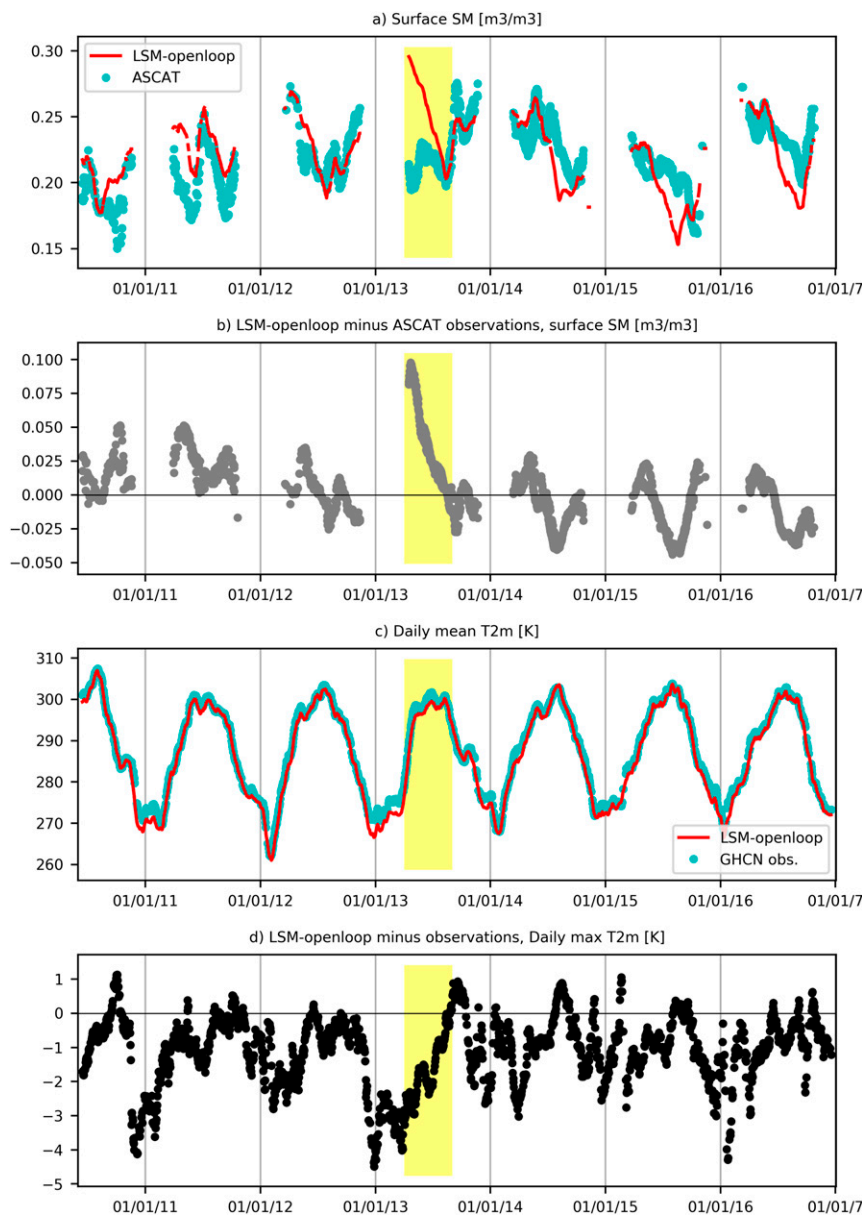 a) Surface SM [m3/m3]
0.30
0.25
0.20
0.15
LSM-openloop
ASCAT
01/01/11 01/01/12 01/01/13 01/01/14 01/01/15 01/01/16 01/01/7
b) LSM-openloop minus ASCAT observations, surface SM [m3/m3]
0.100
0.075
0.050
0.025
0.000
−0.025
−0.050
01/01/11 01/01/12 01/01/13 01/01/14 01/01/15 01/01/16 01/01/7
c) Daily mean T2m [K]
310
300
290
280
270
260
LSM-openloop
GHCN obs.
01/01/11 01/01/12 01/01/13 01/01/14 01/01/15 01/01/16 01/01/7
d) LSM-openloop minus observations, Daily max T2m [K]
1
0
−1
−2
−3
−4
−5
01/01/11 01/01/12 01/01/13 01/01/14 01/01/15 01/01/16 01/01/7